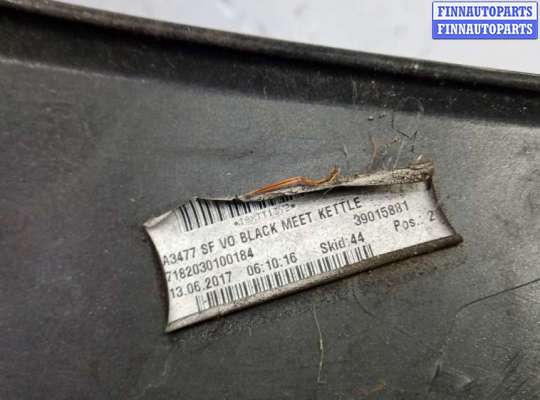 FINNAUTOPARTS
FINNAUTOPARTS
A3477 SF VO BLACK MEET KETTLE
7182030100184 39015881
13.06.2017 06:10:16 Skid:44 Pos.: 2